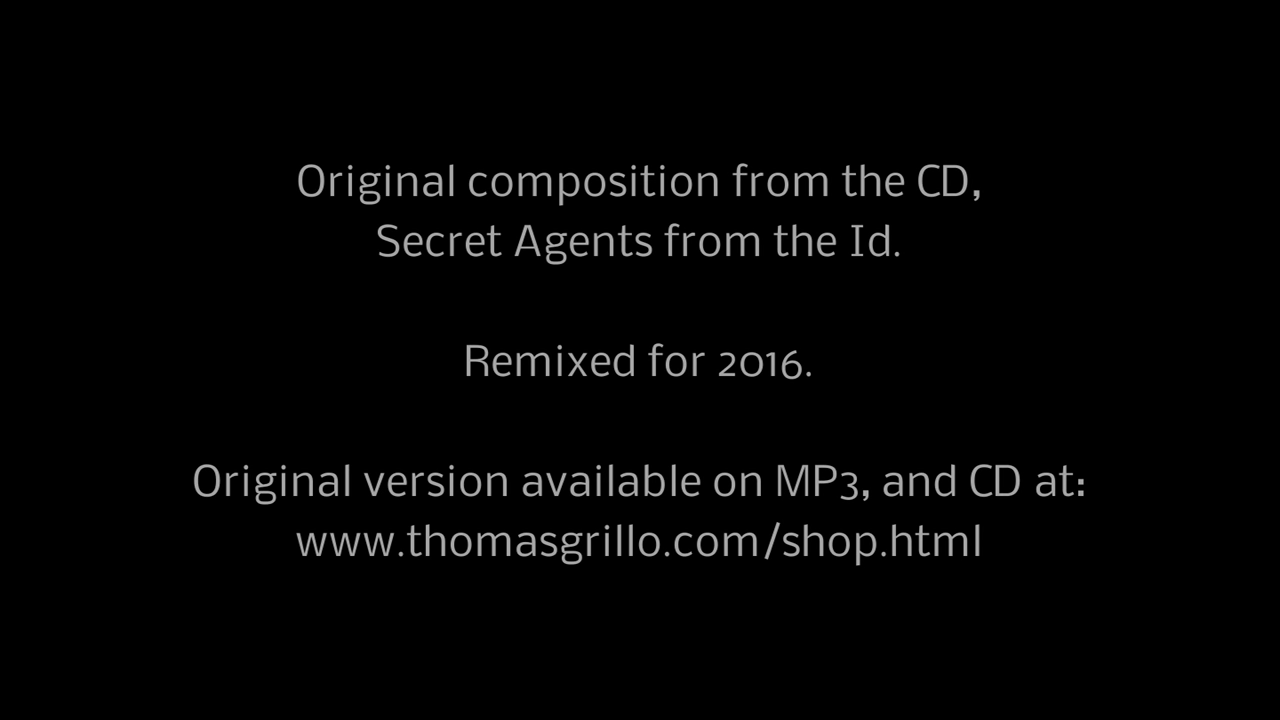 Original composition from the CD,
Secret Agents from the Id.
Remixed for 2016.
Original version available on MP3, and CD at:
www.thomasgrillo.com/shop.html